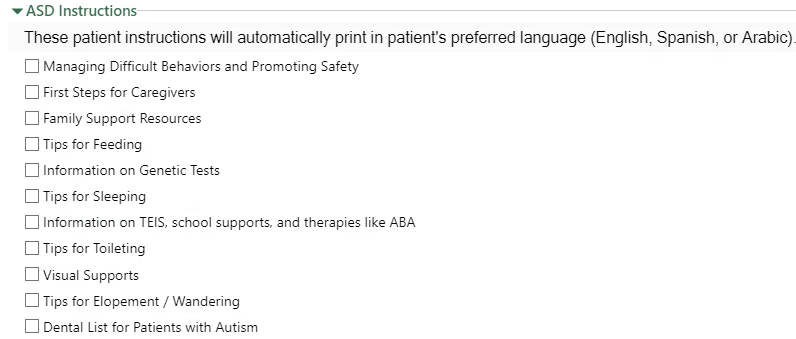 ASD Instructions
These patient instructions will automatically print in patient's preferred language (English, Spanish, or Arabic).
Managing Difficult Behaviors and Promoting Safety
First Steps for Caregivers
Family Support Resources
Tips for Feeding
Information on Genetic Tests
Tips for Sleeping
Information on TEIS, school supports, and therapies like ABA
Tips for Toileting
Visual Supports
Tips for Elopement / Wandering
Dental List for Patients with Autism